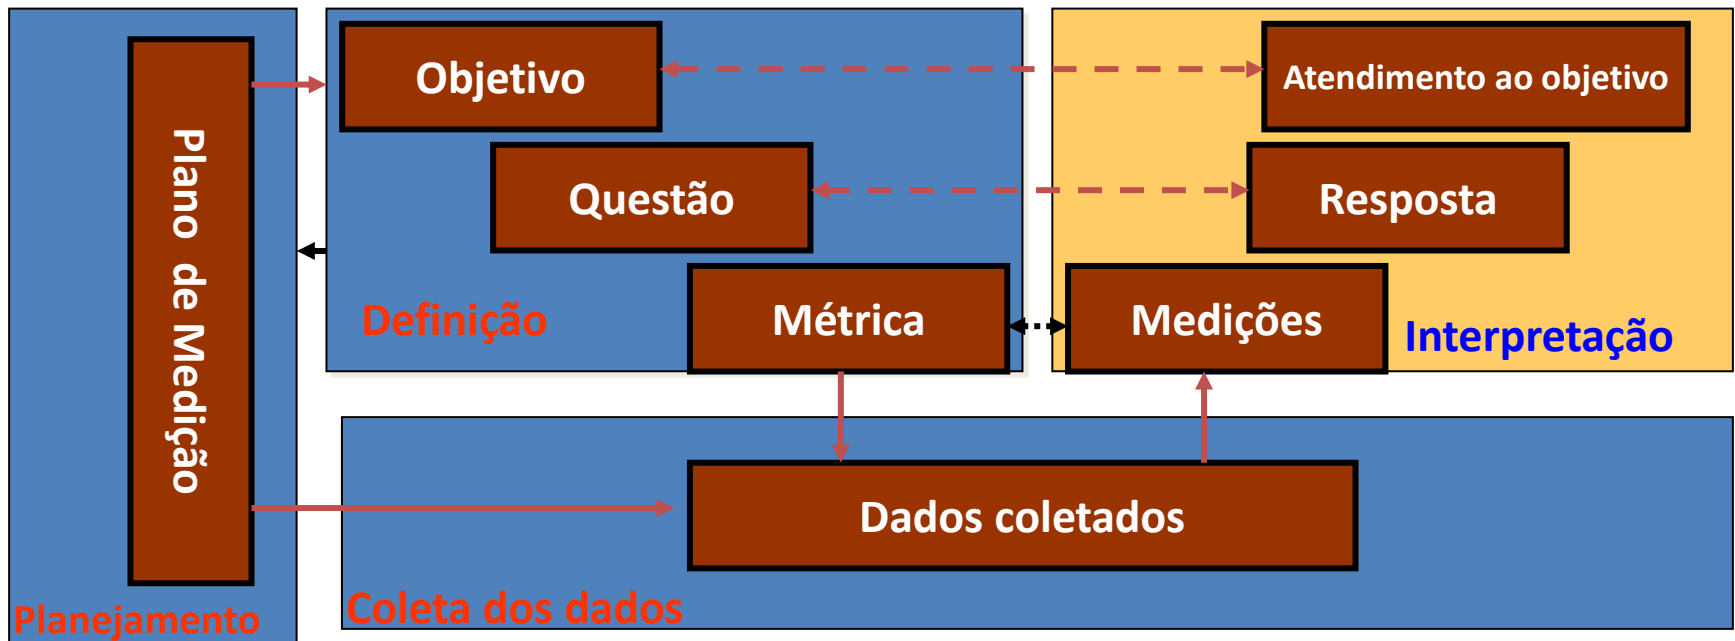 Plano de Medição
Planejamento
Objetivo
Questão
Métrica
Definição
Atendimento ao objetivo
Resposta
Medições
Interpretação
Dados coletados
Coleta dos dados